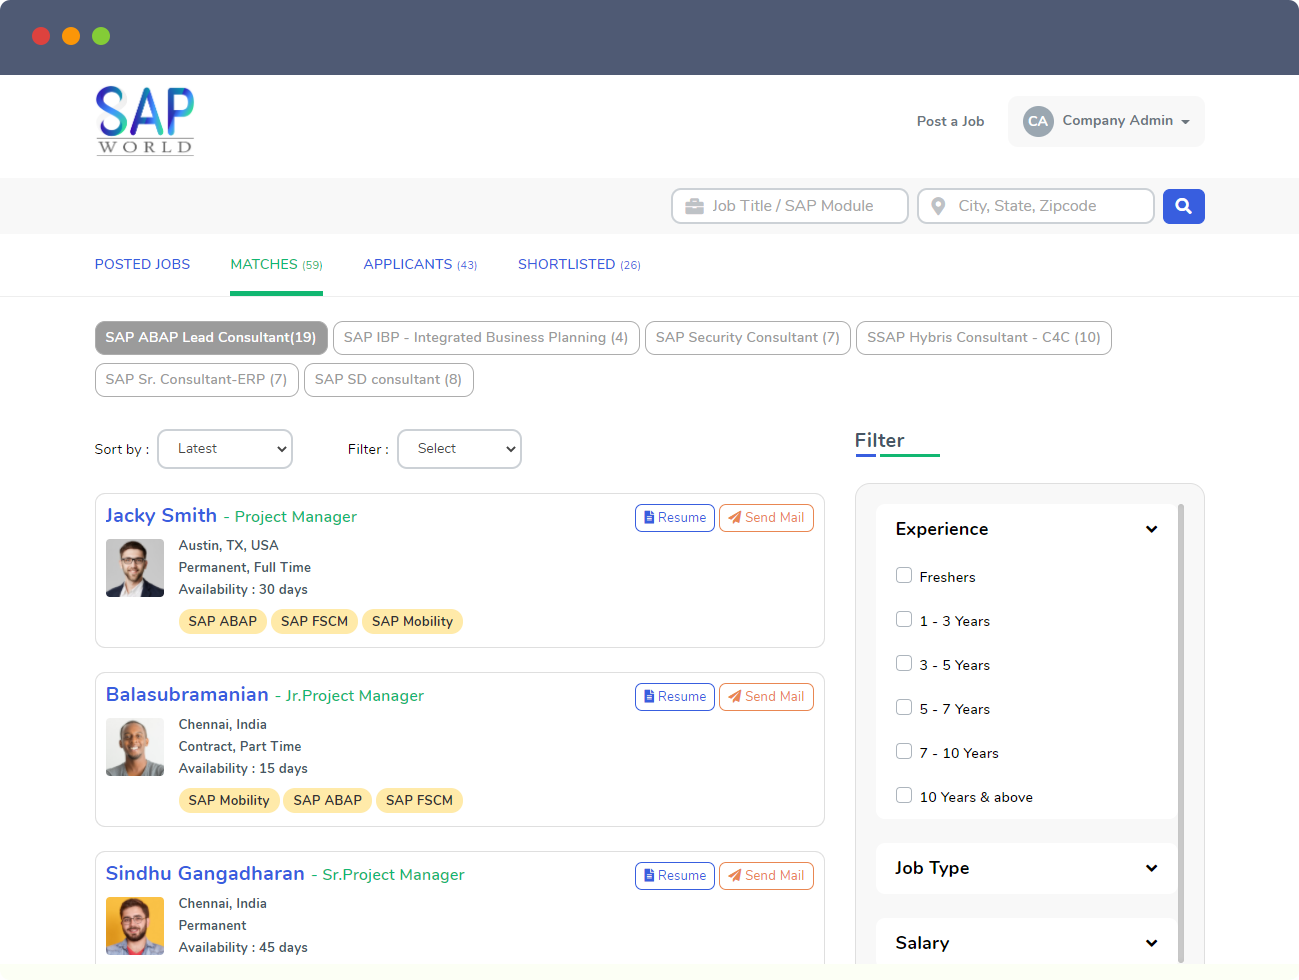 SAP
WORLD
Post a Job
CA Company Admin
Job Title / SAP Module
City, State, Zipcode
POSTED JOBS
MATCHES (59)
APPLICANTS (43)
SHORTLISTED (26)
SAP ABAP Lead Consultant(19)
SAP IBP - Integrated Business Planning (4)
SAP Security Consultant (7)
SSAP Hybris Consultant - C4C (10)
SAP Sr. Consultant-ERP (7)
SAP SD consultant (8)
Sort by : Latest
Filter : Select
Jacky Smith - Project Manager
Resume
Send Mail
Austin, TX, USA
Permanent, Full Time
Availability : 30 days
SAP ABAP
SAP FSCM
SAP Mobility
Balasubramanian - Jr.Project Manager
Resume
Send Mail
Chennai, India
Contract, Part Time
Availability : 15 days
SAP Mobility
SAP ABAP
SAP FSCM
Sindhu Gangadharan - Sr.Project Manager
Resume
Send Mail
Chennai, India
Permanent
Availability : 45 days
Filter
Experience
Freshers
1 - 3 Years
3 - 5 Years
5 - 7 Years
7 - 10 Years
10 Years & above
Job Type
Salary